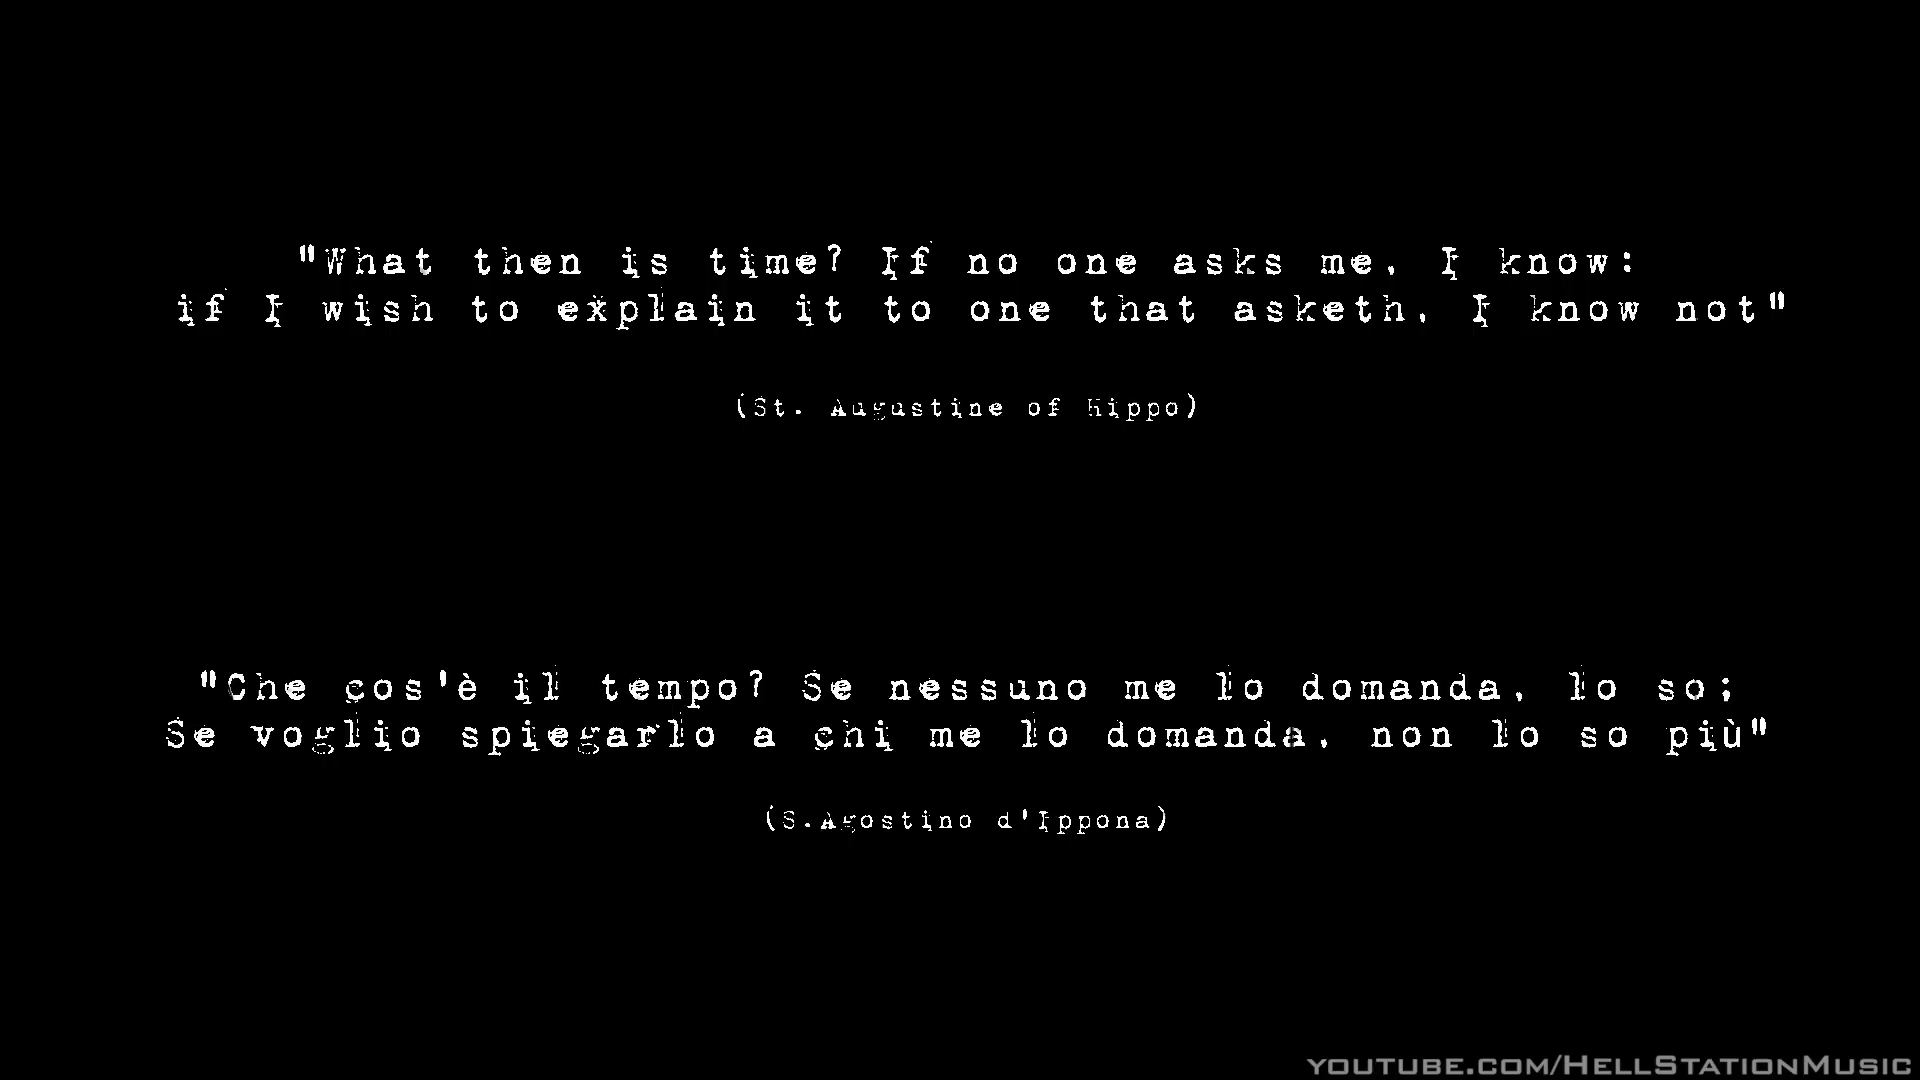 "What then is time? If no one asks me, I know:
if I wish to explain it to one that asketh, I know not"
(St. Augustine of Hippo)
"Che cos'è il tempo? Se nessuno me lo domanda, lo so;
Se voglio spiegarlo a chi me lo domanda, non lo so più"
(S.Agostino d'Ippona)
YOUTUBE.COM/HELLSTATIONMUSIC